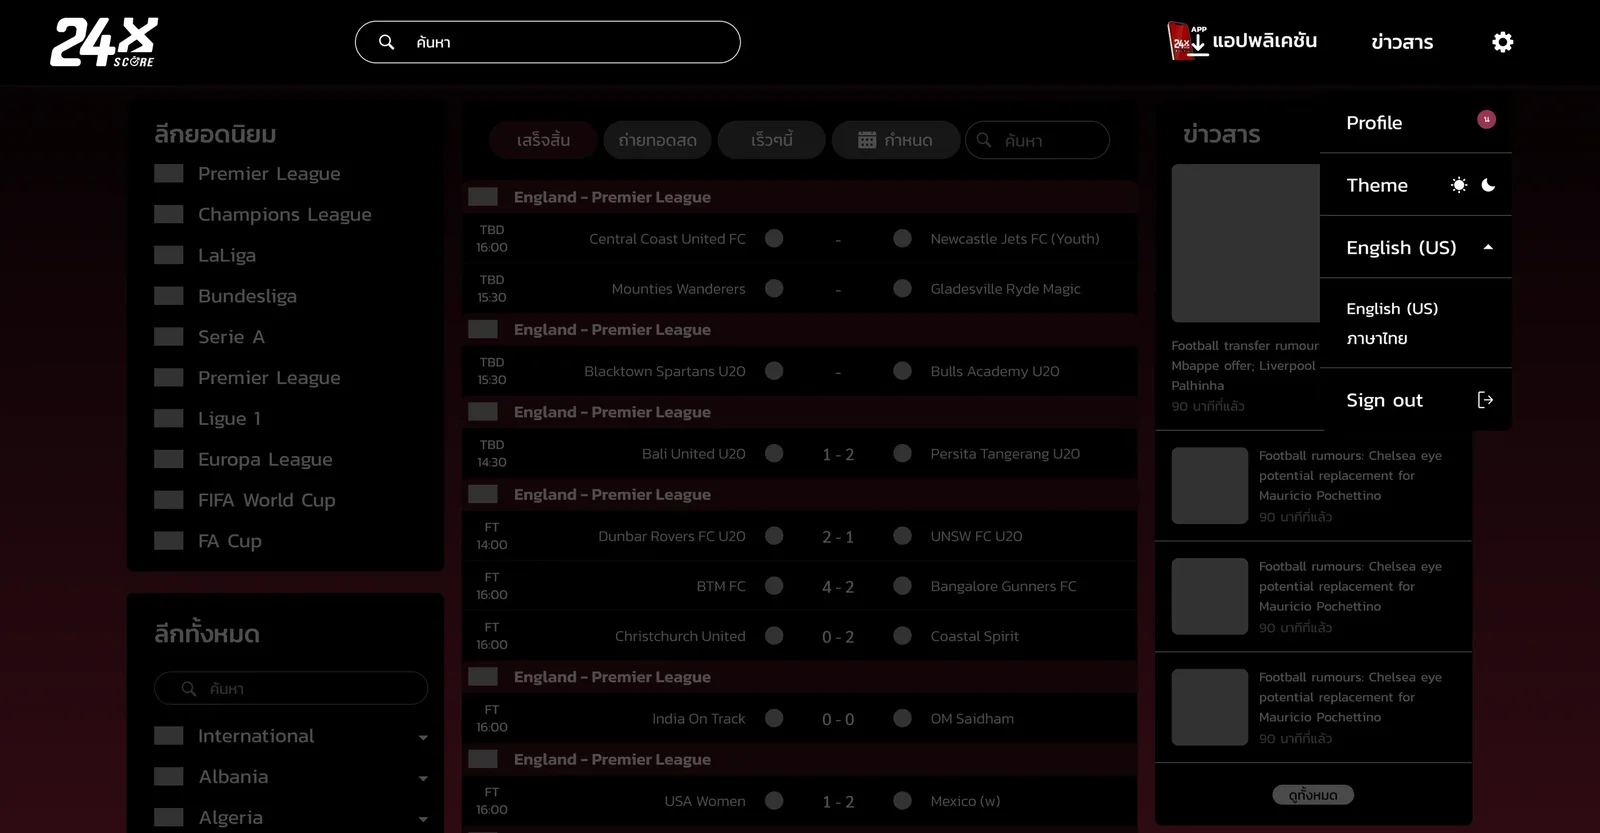 24X
SCORE
ค้นหา
APP
24X
แอปพลิเคชัน
ข่าวสาร
ลีกยอดนิยม
Premier League
Champions League
LaLiga
Bundesliga
Serie A
Premier League
Ligue 1
Europa League
FIFA World Cup
FA Cup
ลีกทั้งหมด
ค้นหา
International
Albania
Algeria
เสร็จสิ้น
ถ่ายทอดสด
เร็วๆนี้
กำหนด
ค้นหา
England - Premier League
TBD
16:00
Central Coast United FC - Newcastle Jets FC (Youth)
TBD
15:30
Mounties Wanderers - Gladesville Ryde Magic
England - Premier League
TBD
15:30
Blacktown Spartans U20 - Bulls Academy U20
England - Premier League
TBD
14:30
Bali United U20 1 - 2 Persita Tangerang U20
England - Premier League
FT
14:00
Dunbar Rovers FC U20 2 - 1 UNSW FC U20
FT
16:00
BTM FC 4 - 2 Bangalore Gunners FC
FT
16:00
Christchurch United 0 - 2 Coastal Spirit
England - Premier League
FT
16:00
India On Track 0 - 0 OM Saidham
England - Premier League
FT
16:00
USA Women 1 - 2 Mexico (w)
ข่าวสาร
Football transfer rumour
Mbappe offer; Liverpool
Palhinha
90 นาทีที่แล้ว
Football rumours: Chelsea eye
potential replacement for
Mauricio Pochettino
90 นาทีที่แล้ว
Football rumours: Chelsea eye
potential replacement for
Mauricio Pochettino
90 นาทีที่แล้ว
Football rumours: Chelsea eye
potential replacement for
Mauricio Pochettino
90 นาทีที่แล้ว
ดูทั้งหมด
Profile
น
Theme
English (US)
English (US)
ภาษาไทย
Sign out